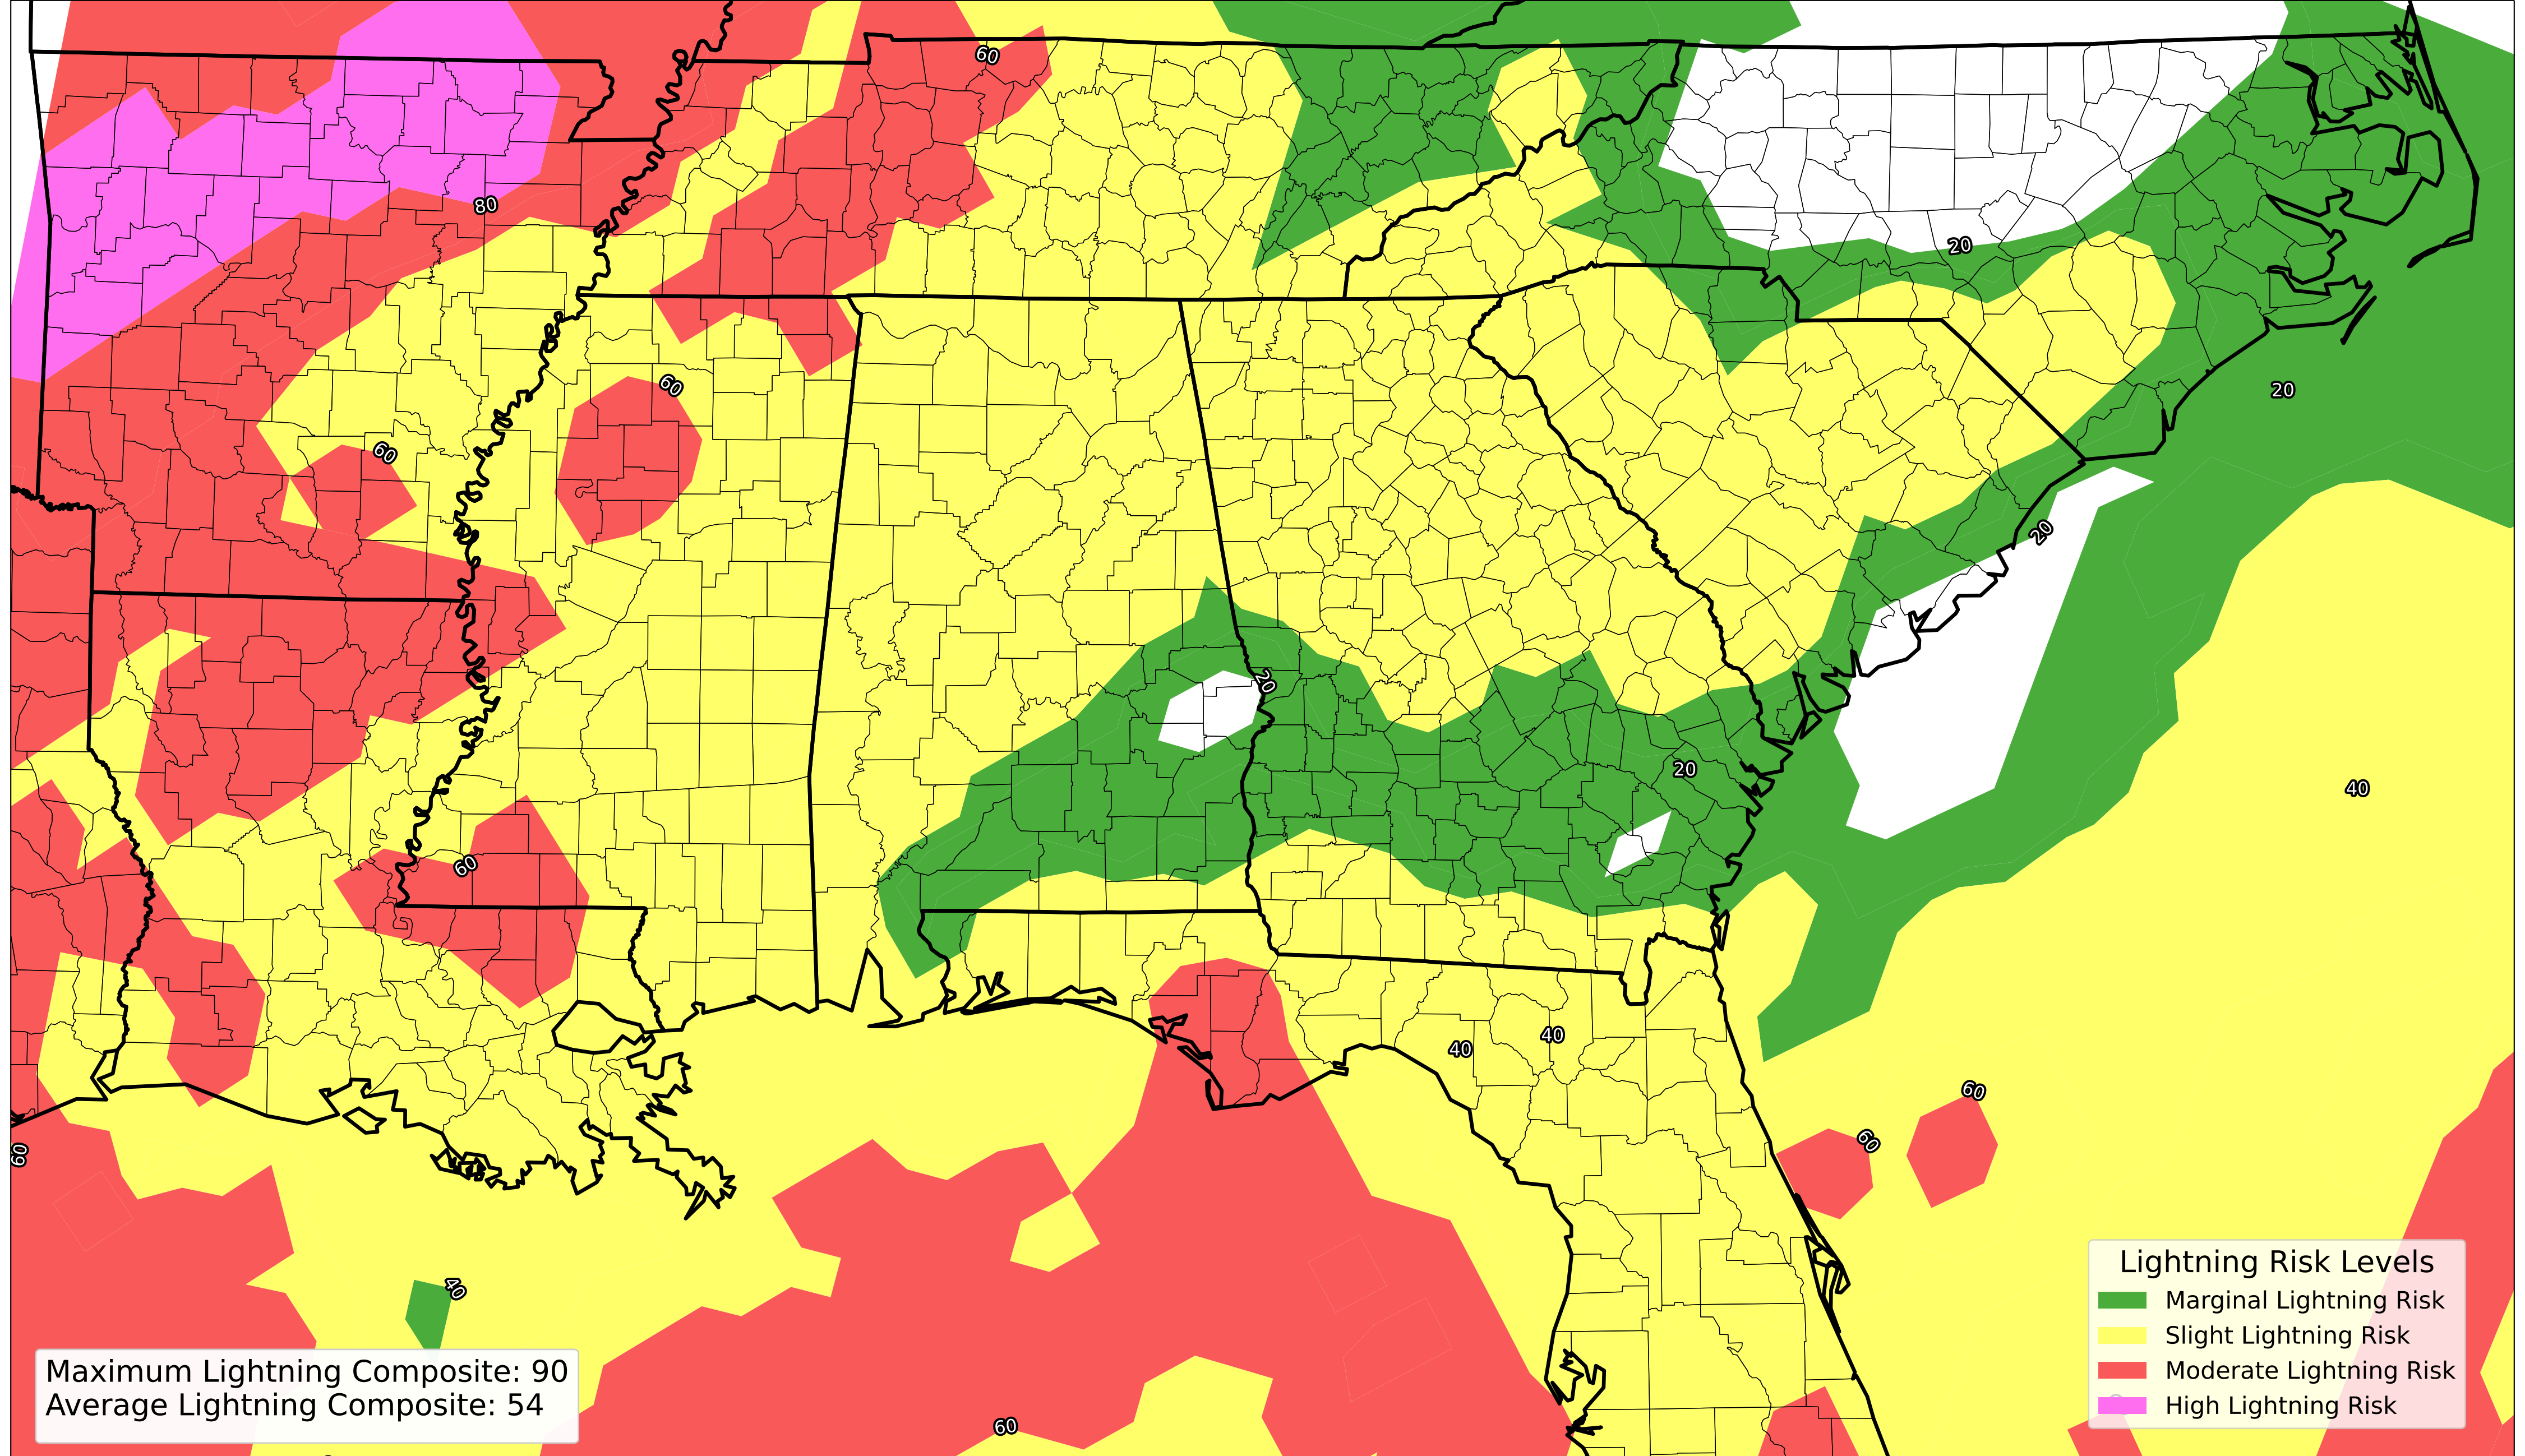 60
80
20
60
20
60
20
20
20
40
60
40
40
60
60
60
40
Lightning Risk Levels
Marginal Lightning Risk
Slight Lightning Risk
Moderate Lightning Risk
High Lightning Risk
Maximum Lightning Composite: 90
Average Lightning Composite: 54
60